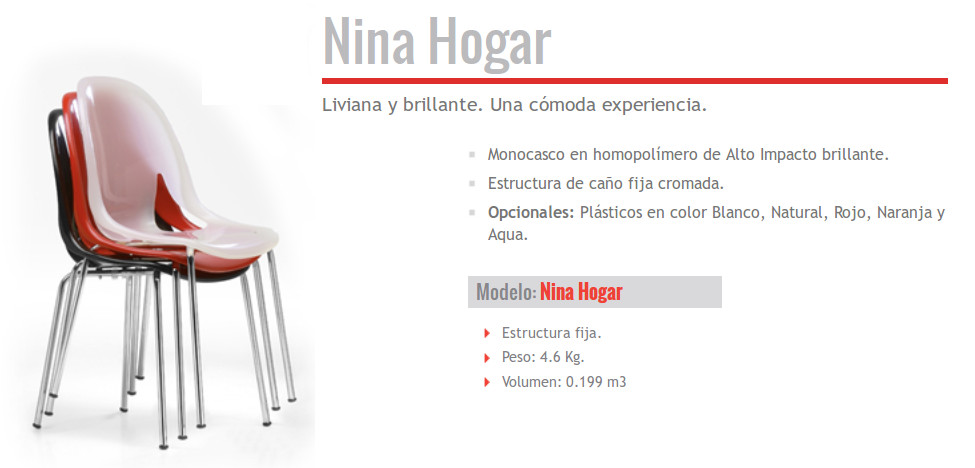 Nina Hogar
Liviana y brillante. Una cómoda experiencia.
Monocasco en homopolímero de Alto Impacto brillante.
Estructura de caño fija cromada.
Opcionales: Plásticos en color Blanco, Natural, Rojo, Naranja y
Aqua.
Modelo: Nina Hogar
Estructura fija.
Peso: 4.6 Kg.
Volumen: 0.199 m3